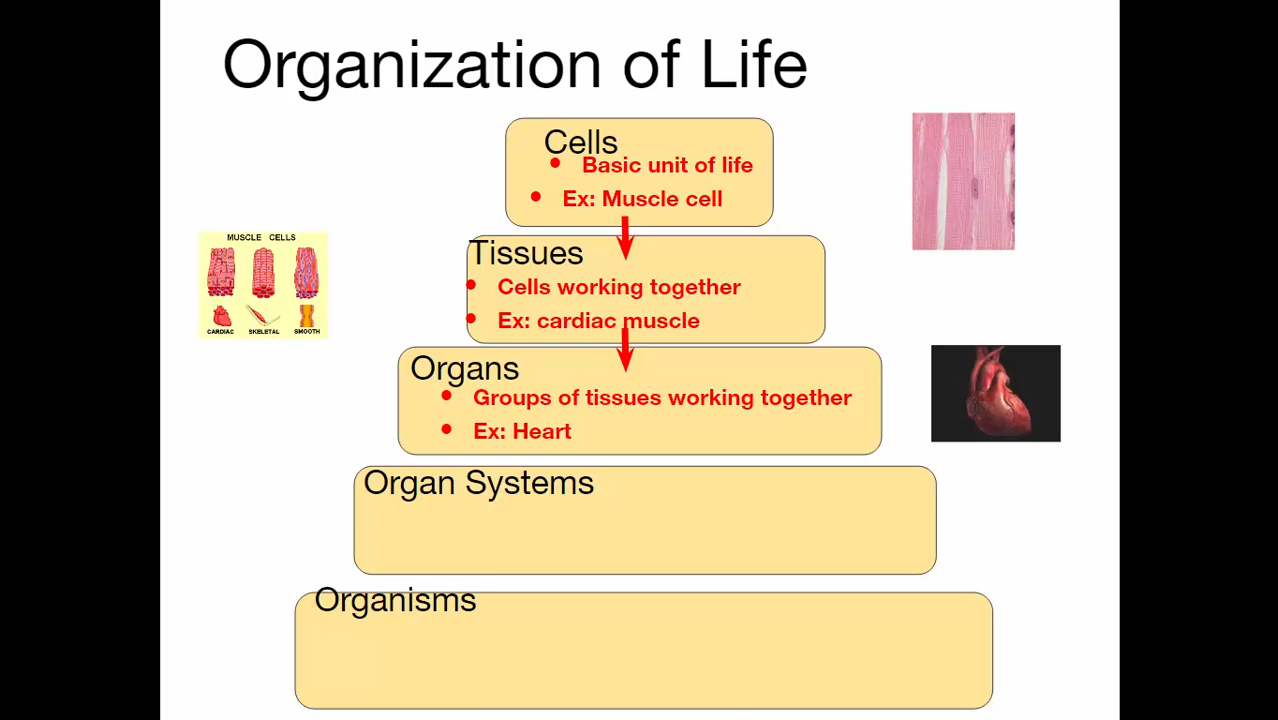 Organization of Life
Cells
• Basic unit of life
• Ex: Muscle cell
MUSCLE CELLS
CARDIAC SKELETAL SMOOTH
Tissues
• Cells working together
• Ex: cardiac muscle
Organs
• Groups of tissues working together
• Ex: Heart
Organ Systems
Organisms